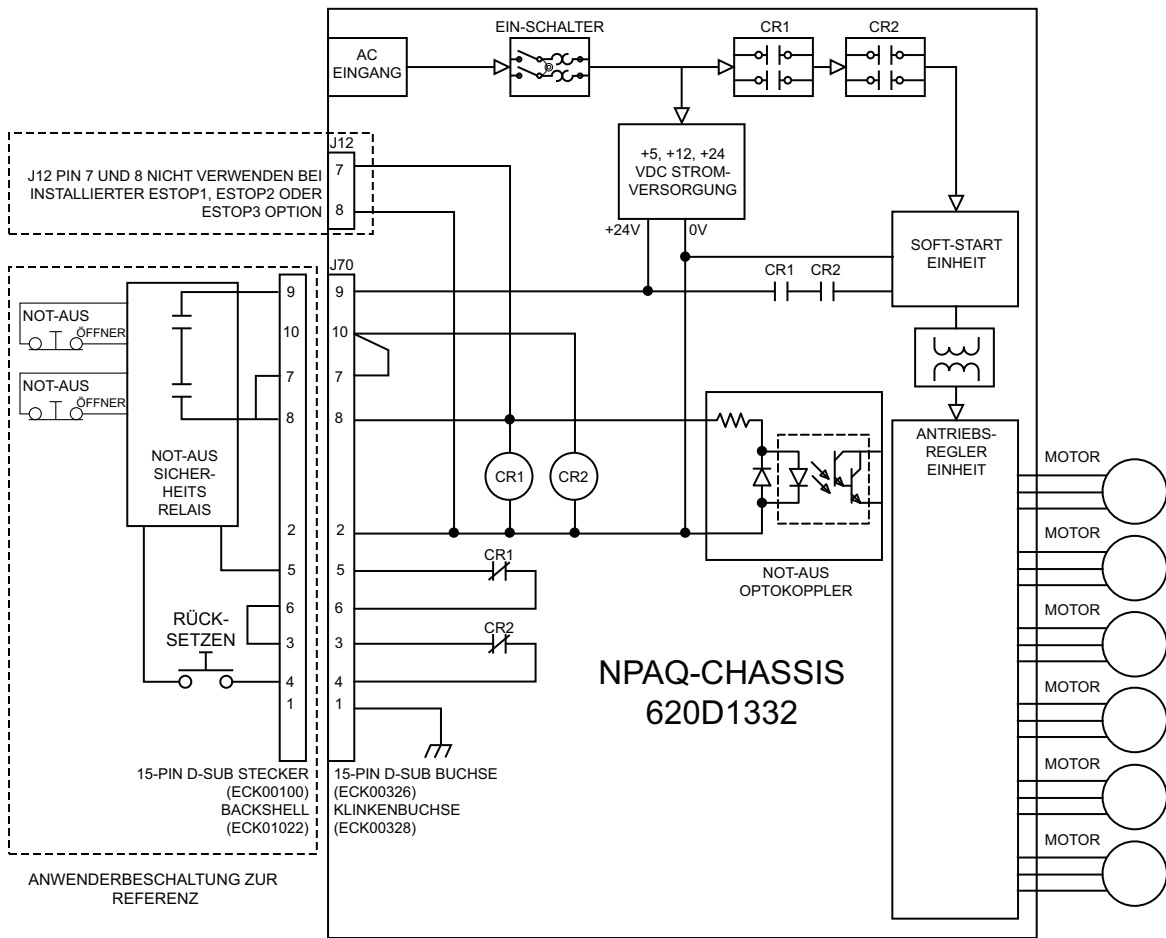 AC
EINGANG
EIN-SCHALTER
CR1
CR2
J12
7
8
J12 PIN 7 UND 8 NICHT VERWENDEN BEI
INSTALLIERTER ESTOP1, ESTOP2 ODER
ESTOP3 OPTION
+5, +12, +24
VDC STROM-
VERSORGUNG
+24V
0V
SOFT-START
EINHEIT
CR1
CR2
J70
NOT-AUS
ÖFFNER
NOT-AUS
ÖFFNER
NOT-AUS
SICHER-
HEITS
RELAIS
RÜCK-
SETZEN
9
10
7
8
2
5
6
3
4
1
9
10
7
8
2
5
6
3
4
1
CR1
CR2
CR1
CR2
NOT-AUS
OPTOKOPPLER
ANTRIEBS-
REGLER
EINHEIT
MOTOR
MOTOR
MOTOR
MOTOR
MOTOR
MOTOR
NPAQ-CHASSIS
620D1332
15-PIN D-SUB STECKER
(ECK00100)
BACKSHELL
(ECK01022)
15-PIN D-SUB BUCHSE
(ECK00326)
KLINKENBUCHSE
(ECK00328)
ANWENDERBESCHALTUNG ZUR
REFERENZ